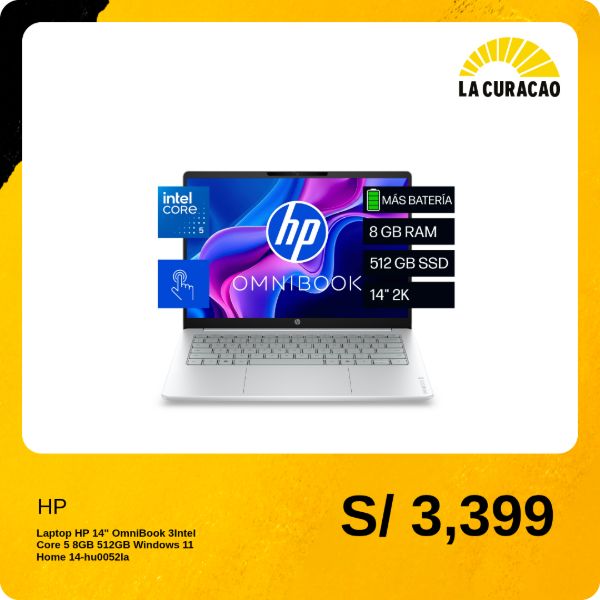 LA CURACAO
intel
CORE
5
hp
OMNIBOOK
MÁS BATERÍA
8 GB RAM
512 GB SSD
14" 2K
HP
Laptop HP 14" OmniBook 3Intel
Core 5 8GB 512GB Windows 11
Home 14-hu0052la
S/ 3,399